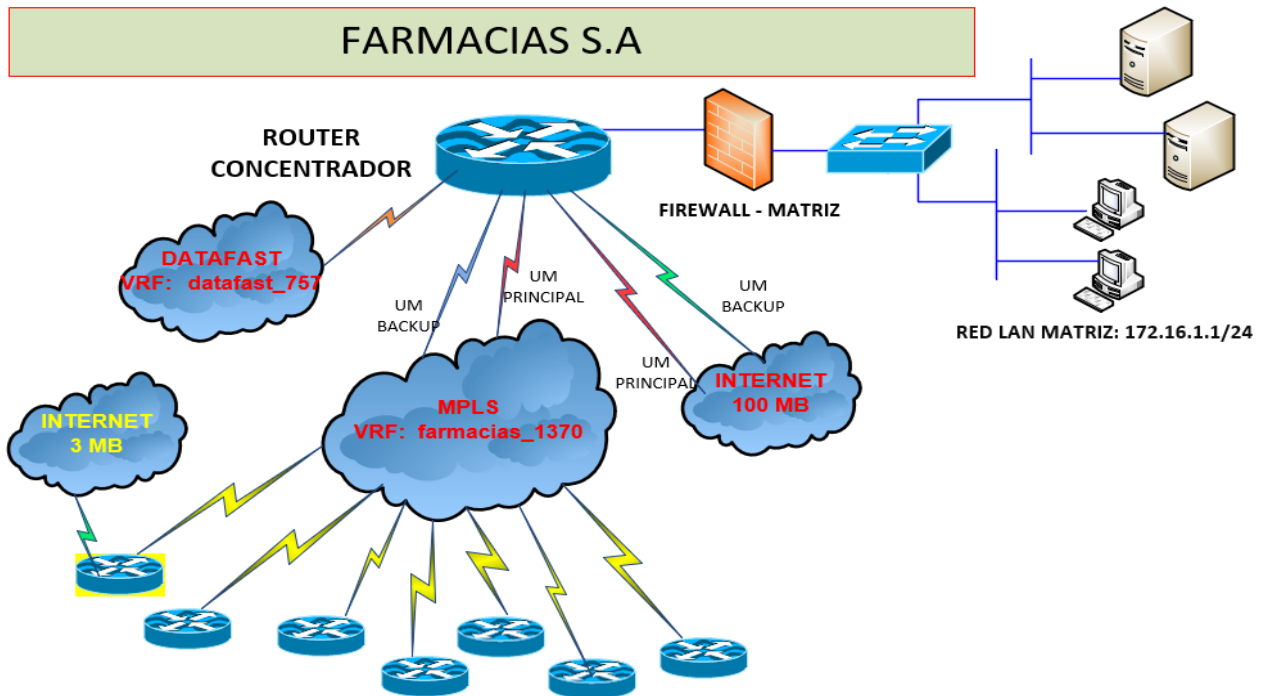 FARMACIAS S.A
ROUTER
CONCENTRADOR
FIREWALL - MATRIZ
RED LAN MATRIZ: 172.16.1.1/24
DATAFAST
VRF: datafast_757
UM
BACKUP
UM
PRINCIPAL
UM
BACKUP
UM
PRINCIPAL
INTERNET
100 MB
MPLS
VRF: farmacias_1370
INTERNET
3 MB